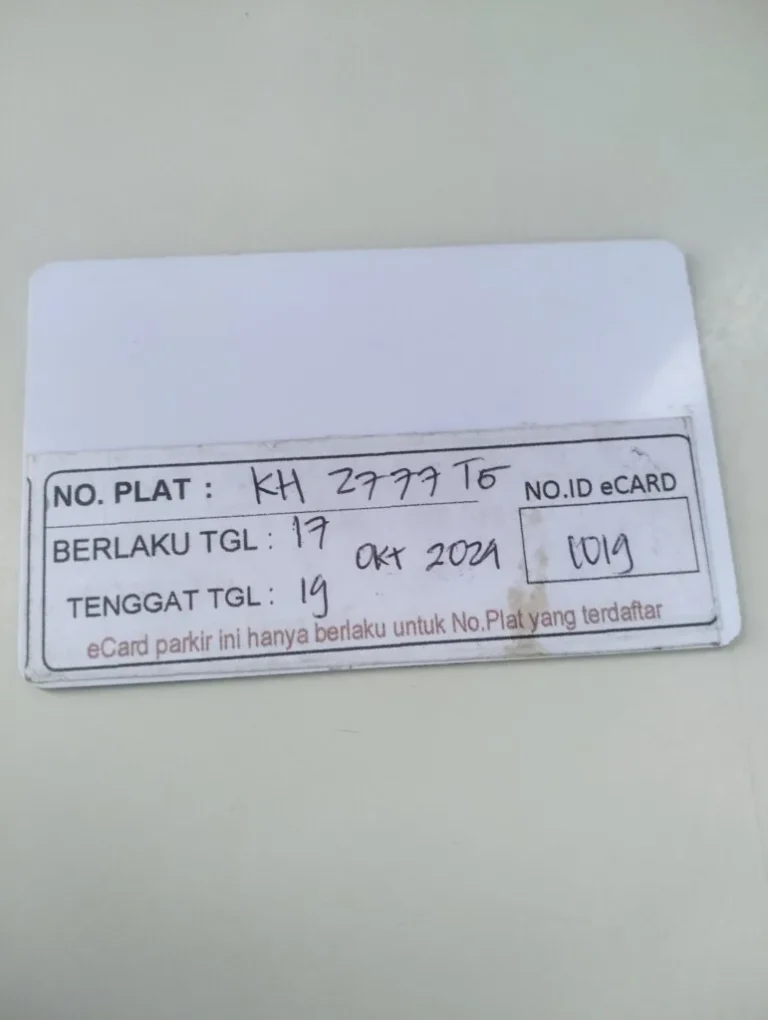 NO. PLAT : KH 2777 TE
NO.ID eCARD
BERLAKU TGL : 17
OKT 2024
1019
TENGGAT TGL : 19
eCard parkir ini hanya berlaku untuk No.Plat yang terdaftar